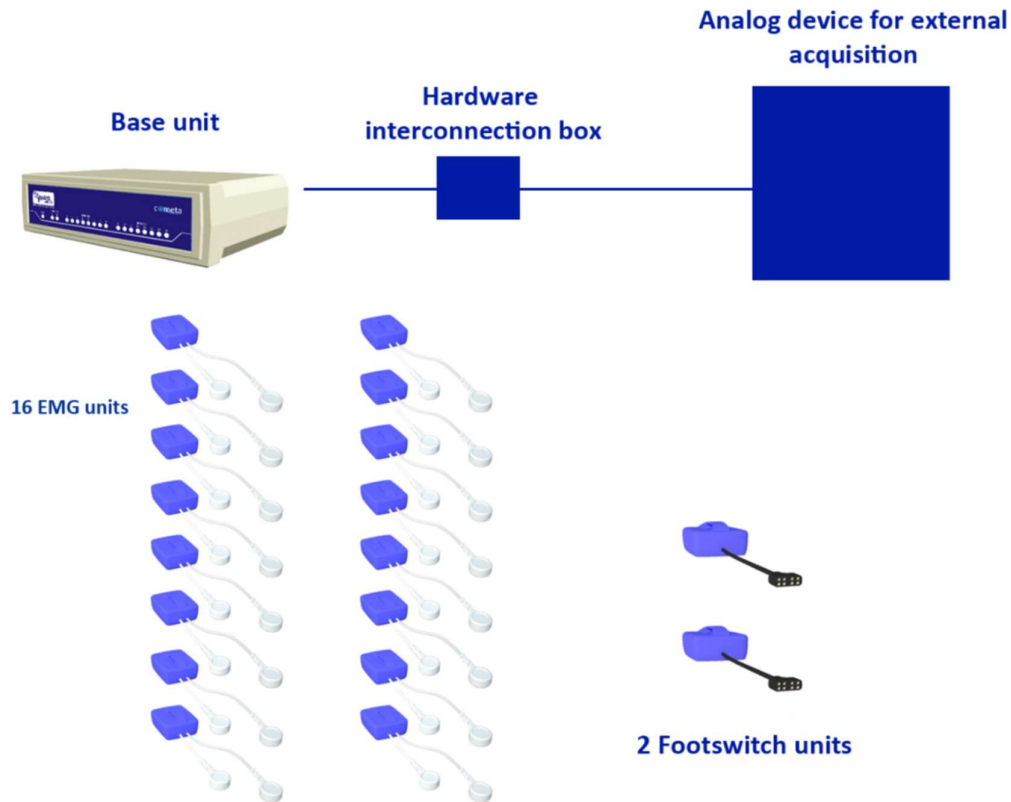 Analog device for external
acquisition
Hardware
interconnection box
Base unit
cometa
16 EMG units
2 Footswitch units